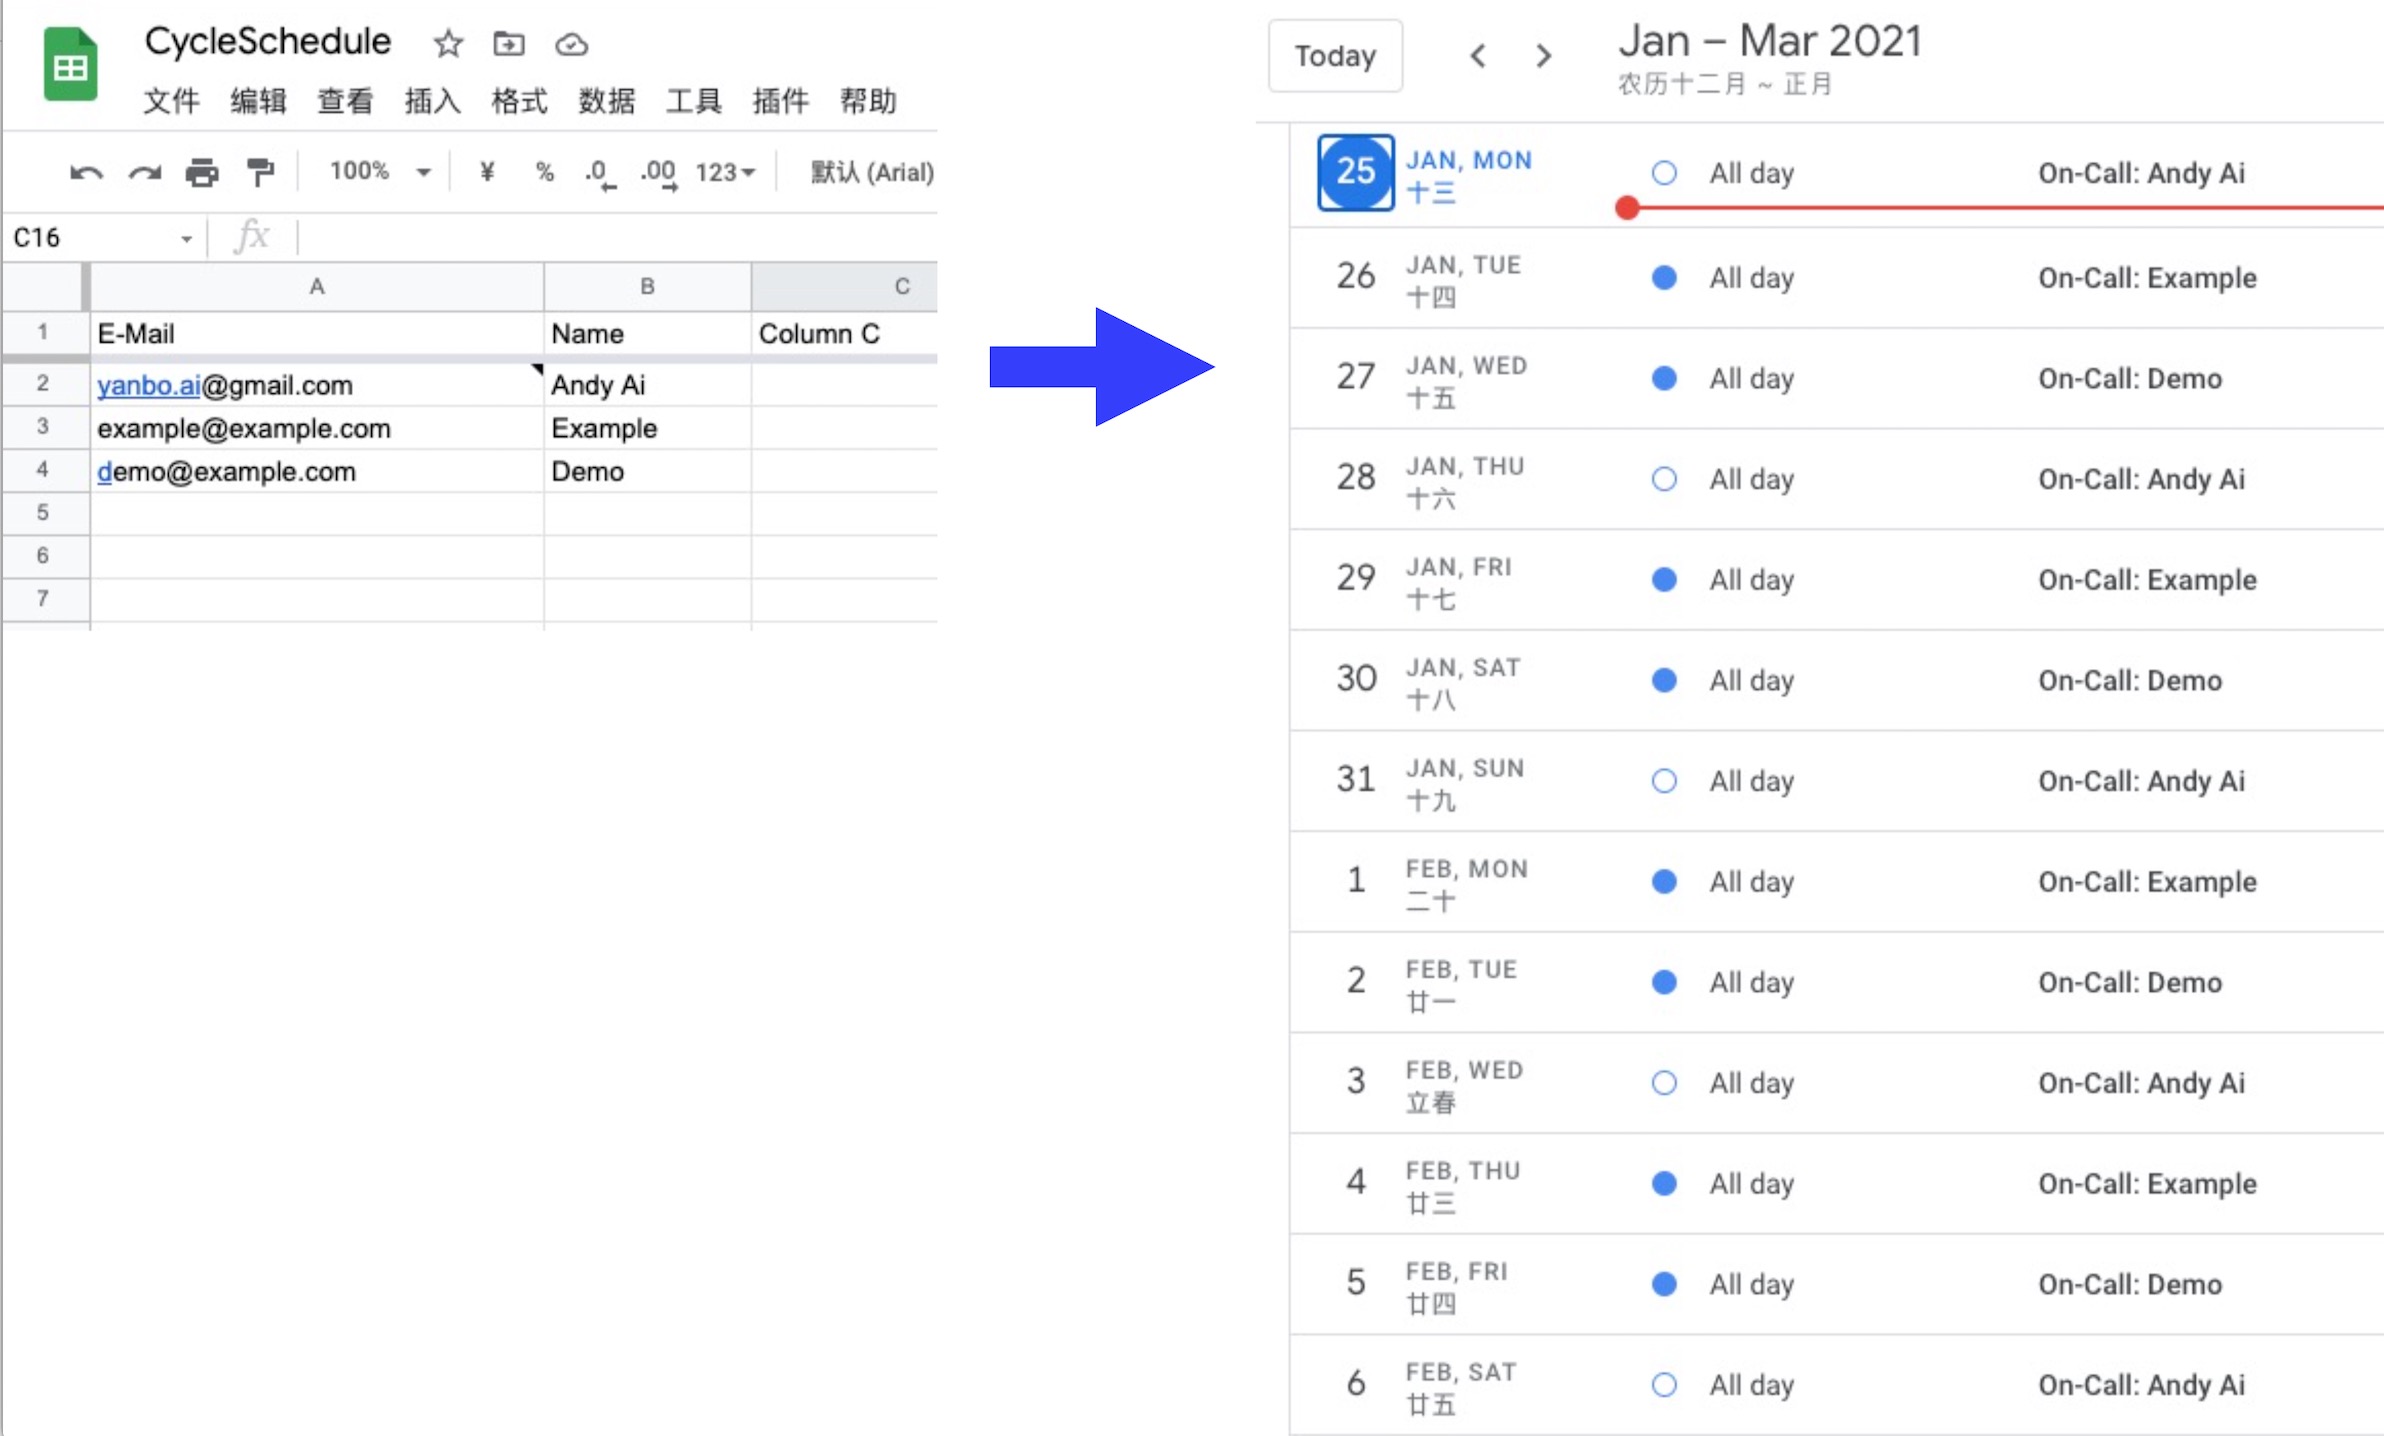 CycleSchedule
文件 编辑 查看 插入 格式 数据 工具 插件 帮助
100% ¥ % .0 .00 123 默认 (Arial)
C16 fx
A B C
1 E-Mail Name Column C
2 yanbo.ai@gmail.com Andy Ai
3 example@example.com Example
4 demo@example.com Demo
5
6
7
Today Jan – Mar 2021
农历十二月 ~ 正月
25 JAN, MON All day On-Call: Andy Ai
十三
26 JAN, TUE All day On-Call: Example
十四
27 JAN, WED All day On-Call: Demo
十五
28 JAN, THU All day On-Call: Andy Ai
十六
29 JAN, FRI All day On-Call: Example
十七
30 JAN, SAT All day On-Call: Demo
十八
31 JAN, SUN All day On-Call: Andy Ai
十九
1 FEB, MON All day On-Call: Example
二十
2 FEB, TUE All day On-Call: Demo
廿一
3 FEB, WED All day On-Call: Andy Ai
立春
4 FEB, THU All day On-Call: Example
廿三
5 FEB, FRI All day On-Call: Demo
廿四
6 FEB, SAT All day On-Call: Andy Ai
廿五